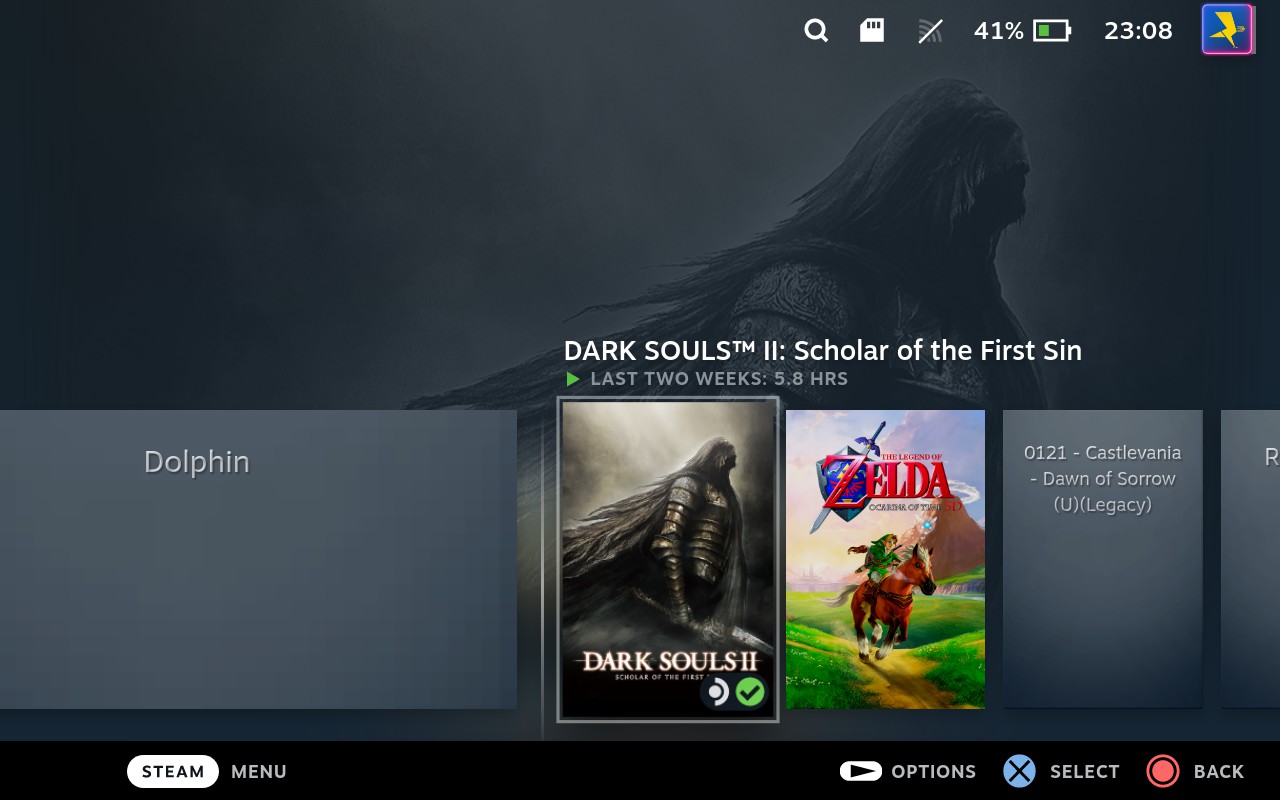 41%
23:08
DARK SOULS™ II: Scholar of the First Sin
LAST TWO WEEKS: 5.8 HRS
Dolphin
DARK SOULS II
SCHOLAR OF THE FIRST
THE LEGEND OF
ZELDA
OCARINA OF TIME 3D
0121 - Castlevania
- Dawn of Sorrow
(U)(Legacy)
R
STEAM MENU
OPTIONS SELECT BACK